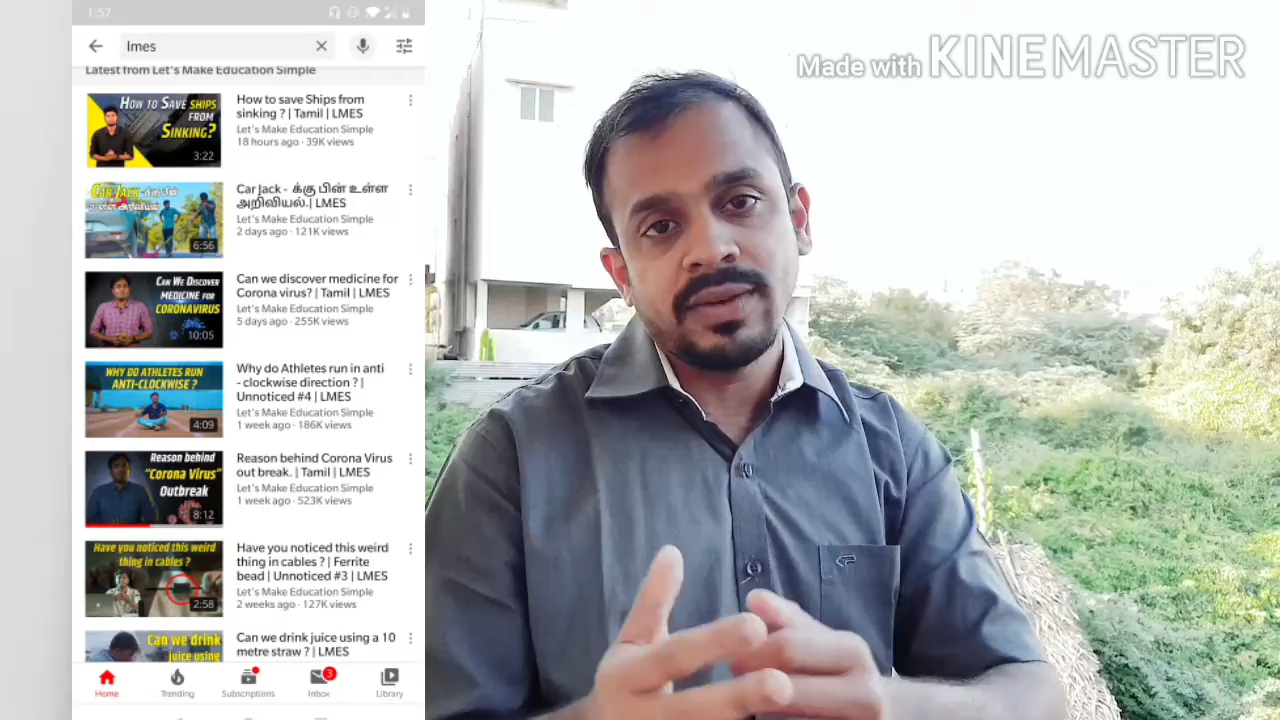 1:57
lmes
Latest from Let's Make Education Simple
HOW TO SAVE SHIPS
FROM
SINKING?
3:22
How to save Ships from
sinking ? | Tamil | LMES
Let's Make Education Simple
18 hours ago · 39K views
CAR JACK -க்கு பின்
உள்ள அறிவியல்
6:56
Car Jack - க்கு பின் உள்ள
அறிவியல்.| LMES
Let's Make Education Simple
2 days ago · 121K views
CAN WE DISCOVER
MEDICINE FOR
CORONAVIRUS
10:05
Can we discover medicine for
Corona virus? | Tamil | LMES
Let's Make Education Simple
5 days ago · 255K views
WHY DO ATHLETES RUN IN
ANTI-CLOCKWISE ?
4:09
Why do Athletes run in anti
- clockwise direction ? |
Unnoticed #4 | LMES
Let's Make Education Simple
1 week ago · 186K views
Reason behind
"Corona Virus"
Outbreak
8:12
Reason behind Corona Virus
out break. | Tamil | LMES
Let's Make Education Simple
1 week ago · 523K views
Have you noticed this weird
thing in cables ?
2:58
Have you noticed this weird
thing in cables ? | Ferrite
bead | Unnoticed #3 | LMES
Let's Make Education Simple
2 weeks ago · 127K views
Can we drink
juice using
Can we drink juice using a 10
metre straw ? | LMES
Home
Trending
Subscriptions
3
Inbox
Library
Made with KINEMASTER